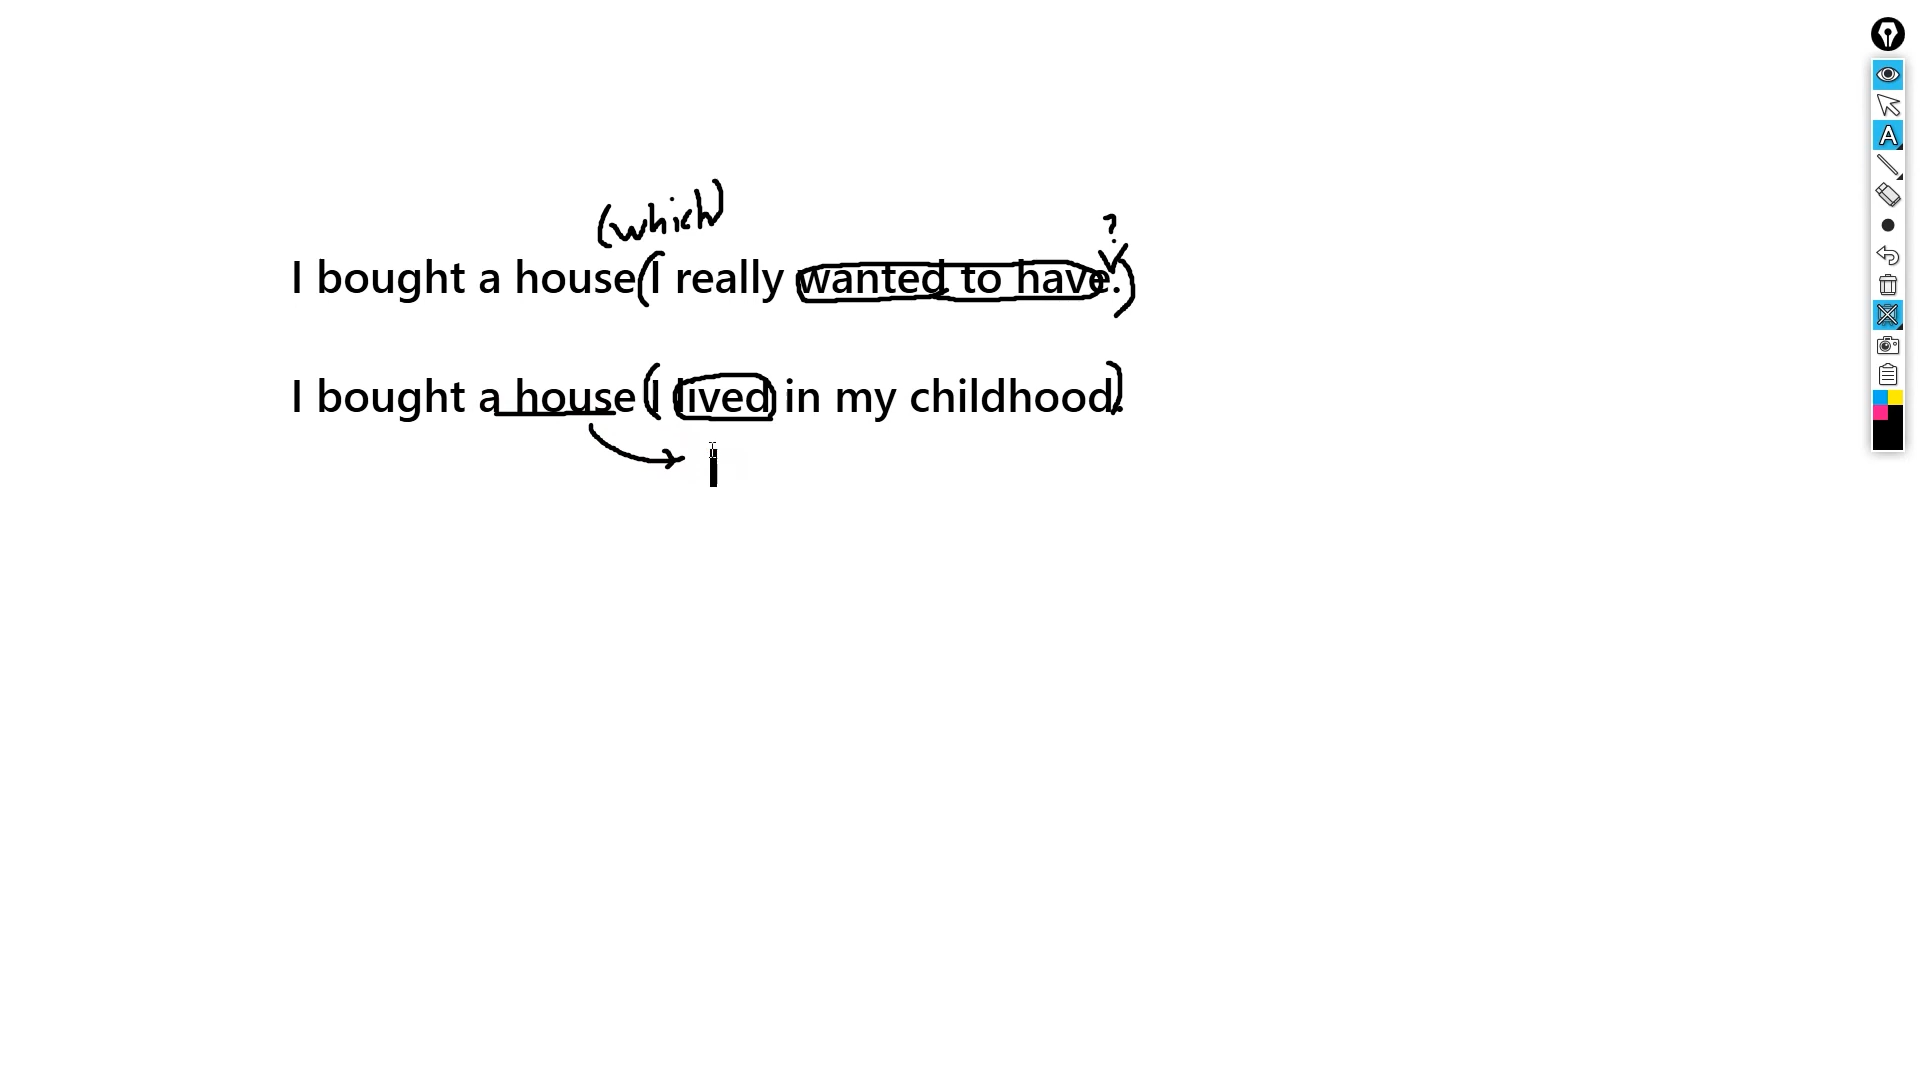 (which)
?
I bought a house (I really wanted to have.)
I bought a house (I lived in my childhood).